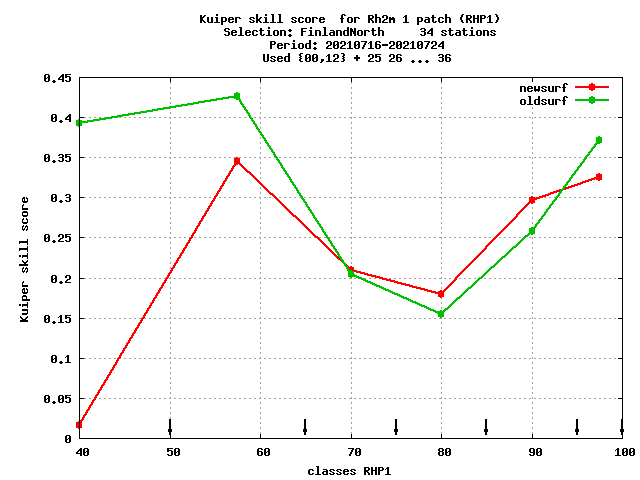 Kuiper skill score  for Rh2m 1 patch (RHP1)
Selection: FinlandNorth     34 stations
Period: 20210716-20210724
Used {00,12} + 25 26 ... 36
newsurf
oldsurf
0.45
0.4
0.35
0.3
0.25
0.2
0.15
0.1
0.05
0
Kuiper skill score
40 50 60 70 80 90 100
classes RHP1